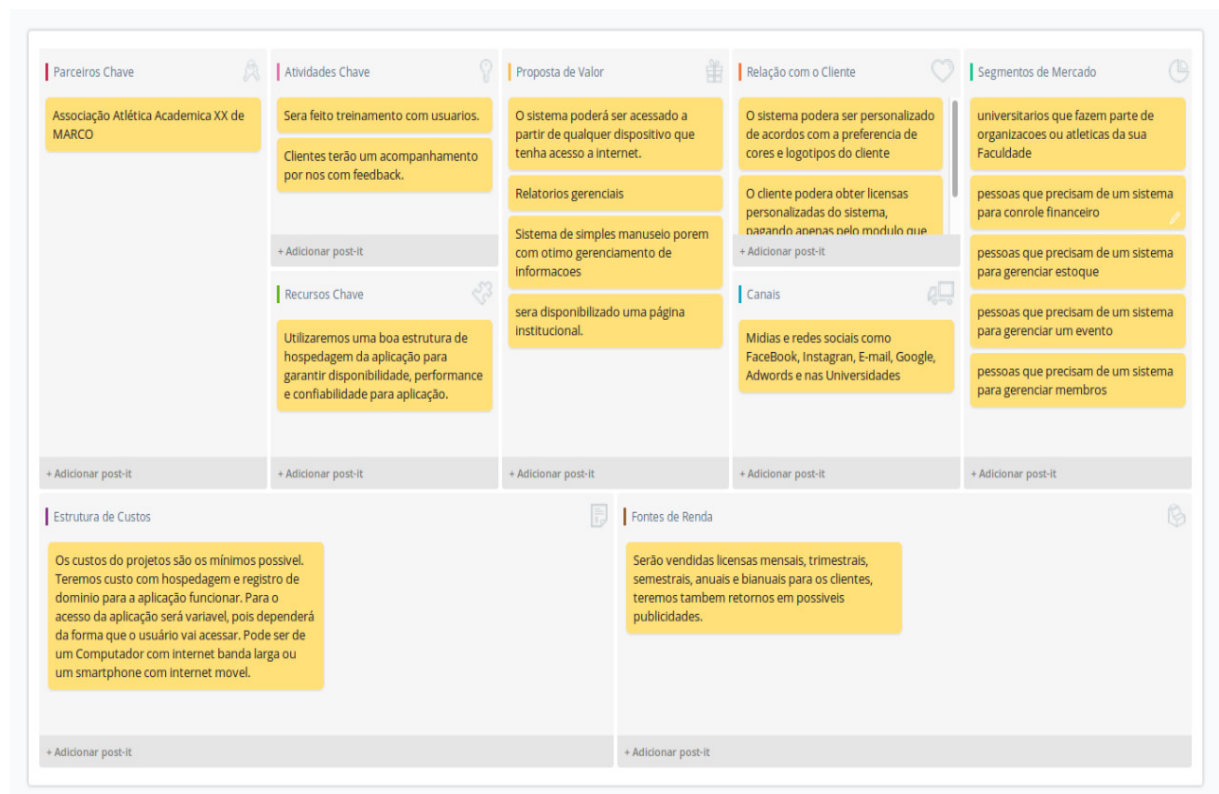 Parceiros Chave
Associação Atlética Academica XX de
MARCO
+ Adicionar post-it
Atividades Chave
Sera feito treinamento com usuarios.
Clientes terão um acompanhamento
por nos com feedback.
+ Adicionar post-it
Recursos Chave
Utilizaremos uma boa estrutura de
hospedagem da aplicação para
garantir disponibilidade, performance
e confiabilidade para aplicação.
+ Adicionar post-it
Proposta de Valor
O sistema poderá ser acessado a
partir de qualquer dispositivo que
tenha acesso a internet.
Relatorios gerenciais
Sistema de simples manuseio porem
com otimo gerenciamento de
informacoes
sera disponibilizado uma página
institucional.
+ Adicionar post-it
Relação com o Cliente
O sistema podera ser personalizado
de acordos com a preferencia de
cores e logotipos do cliente
O cliente podera obter licensas
personalizadas do sistema,
pagando apenas pelo modulo que
+ Adicionar post-it
Canais
Midias e redes sociais como
FaceBook, Instagran, E-mail, Google,
Adwords e nas Universidades
+ Adicionar post-it
Segmentos de Mercado
universitarios que fazem parte de
organizacoes ou atleticas da sua
Faculdade
pessoas que precisam de um sistema
para conrole financeiro
pessoas que precisam de um sistema
para gerenciar estoque
pessoas que precisam de um sistema
para gerenciar um evento
pessoas que precisam de um sistema
para gerenciar membros
+ Adicionar post-it
Estrutura de Custos
Os custos do projetos são os mínimos possivel.
Teremos custo com hospedagem e registro de
dominio para a aplicação funcionar. Para o
acesso da aplicação será variavel, pois dependerá
da forma que o usuário vai acessar. Pode ser de
um Computador com internet banda larga ou
um smartphone com internet movel.
+ Adicionar post-it
Fontes de Renda
Serão vendidas licensas mensais, trimestrais,
semestrais, anuais e bianuais para os clientes,
teremos tambem retornos em possiveis
publicidades.
+ Adicionar post-it